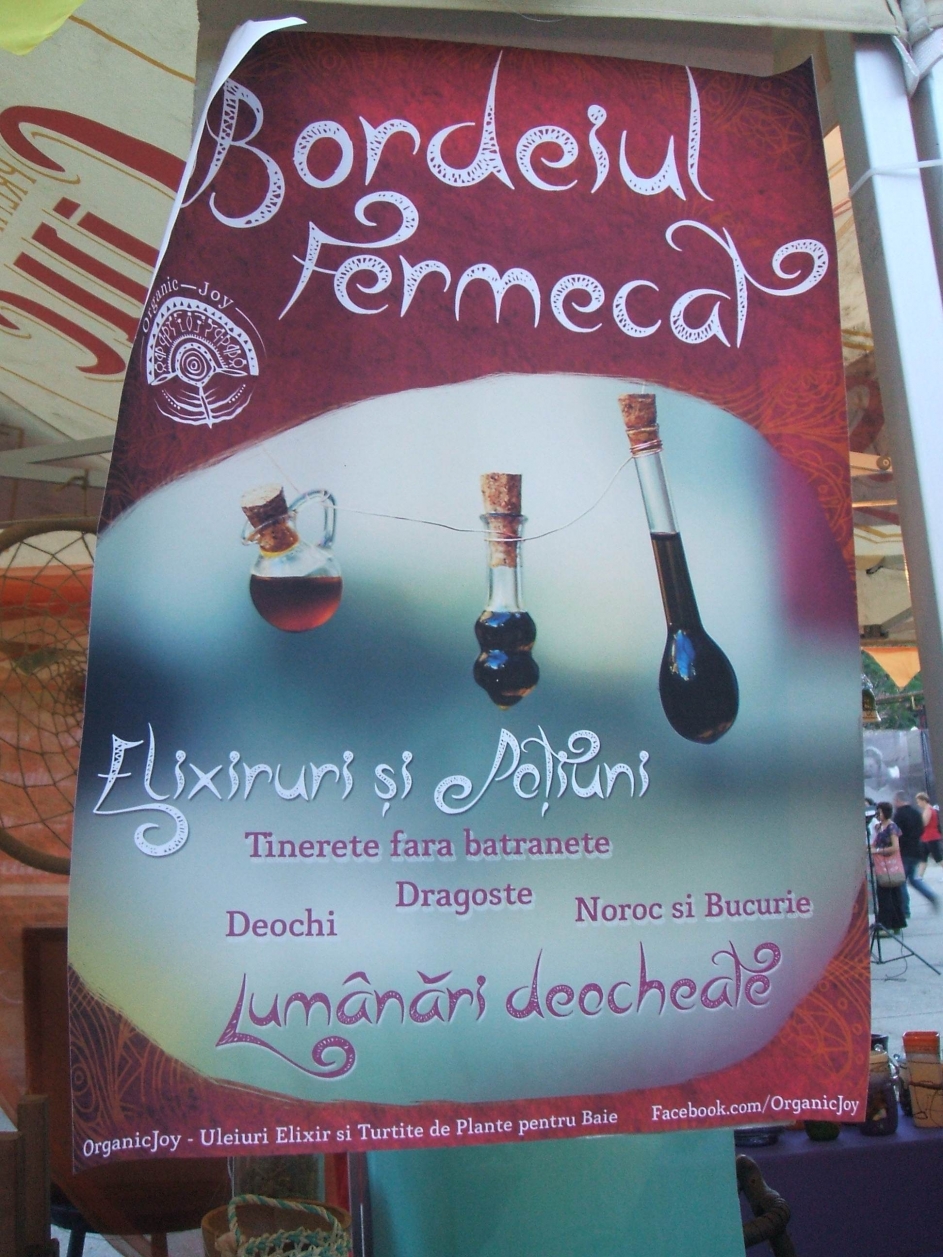 Bordeiul
Fermecat
Organic—Joy
Elixiruri și Poțiuni
Tinerete fara batranete
Dragoste
Deochi
Noroc si Bucurie
Lumânări deocheate
OrganicJoy - Uleiuri Elixir si Turtite de Plante pentru Baie
Facebook.com/OrganicJoy